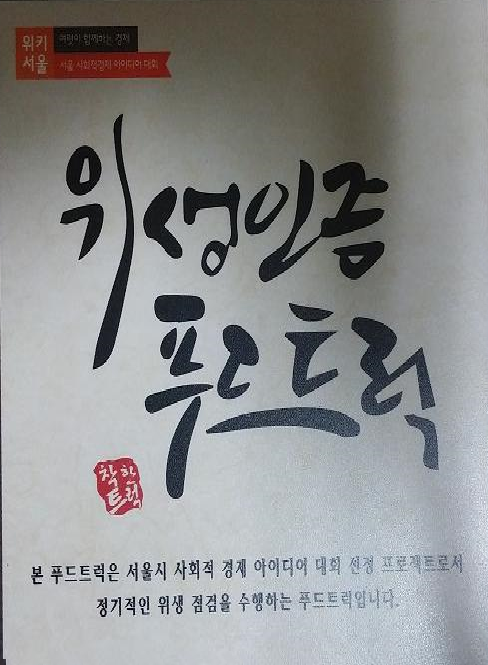 위키
서울
여럿이 함께하는 경제
서울 사회적경제 아이디어 대회
위생인증
푸드트럭
착한
트럭
본 푸드트럭은 서울시 사회적 경제 아이디어 대회 선정 프로젝트로서
정기적인 위생 점검을 수행하는 푸드트럭입니다.